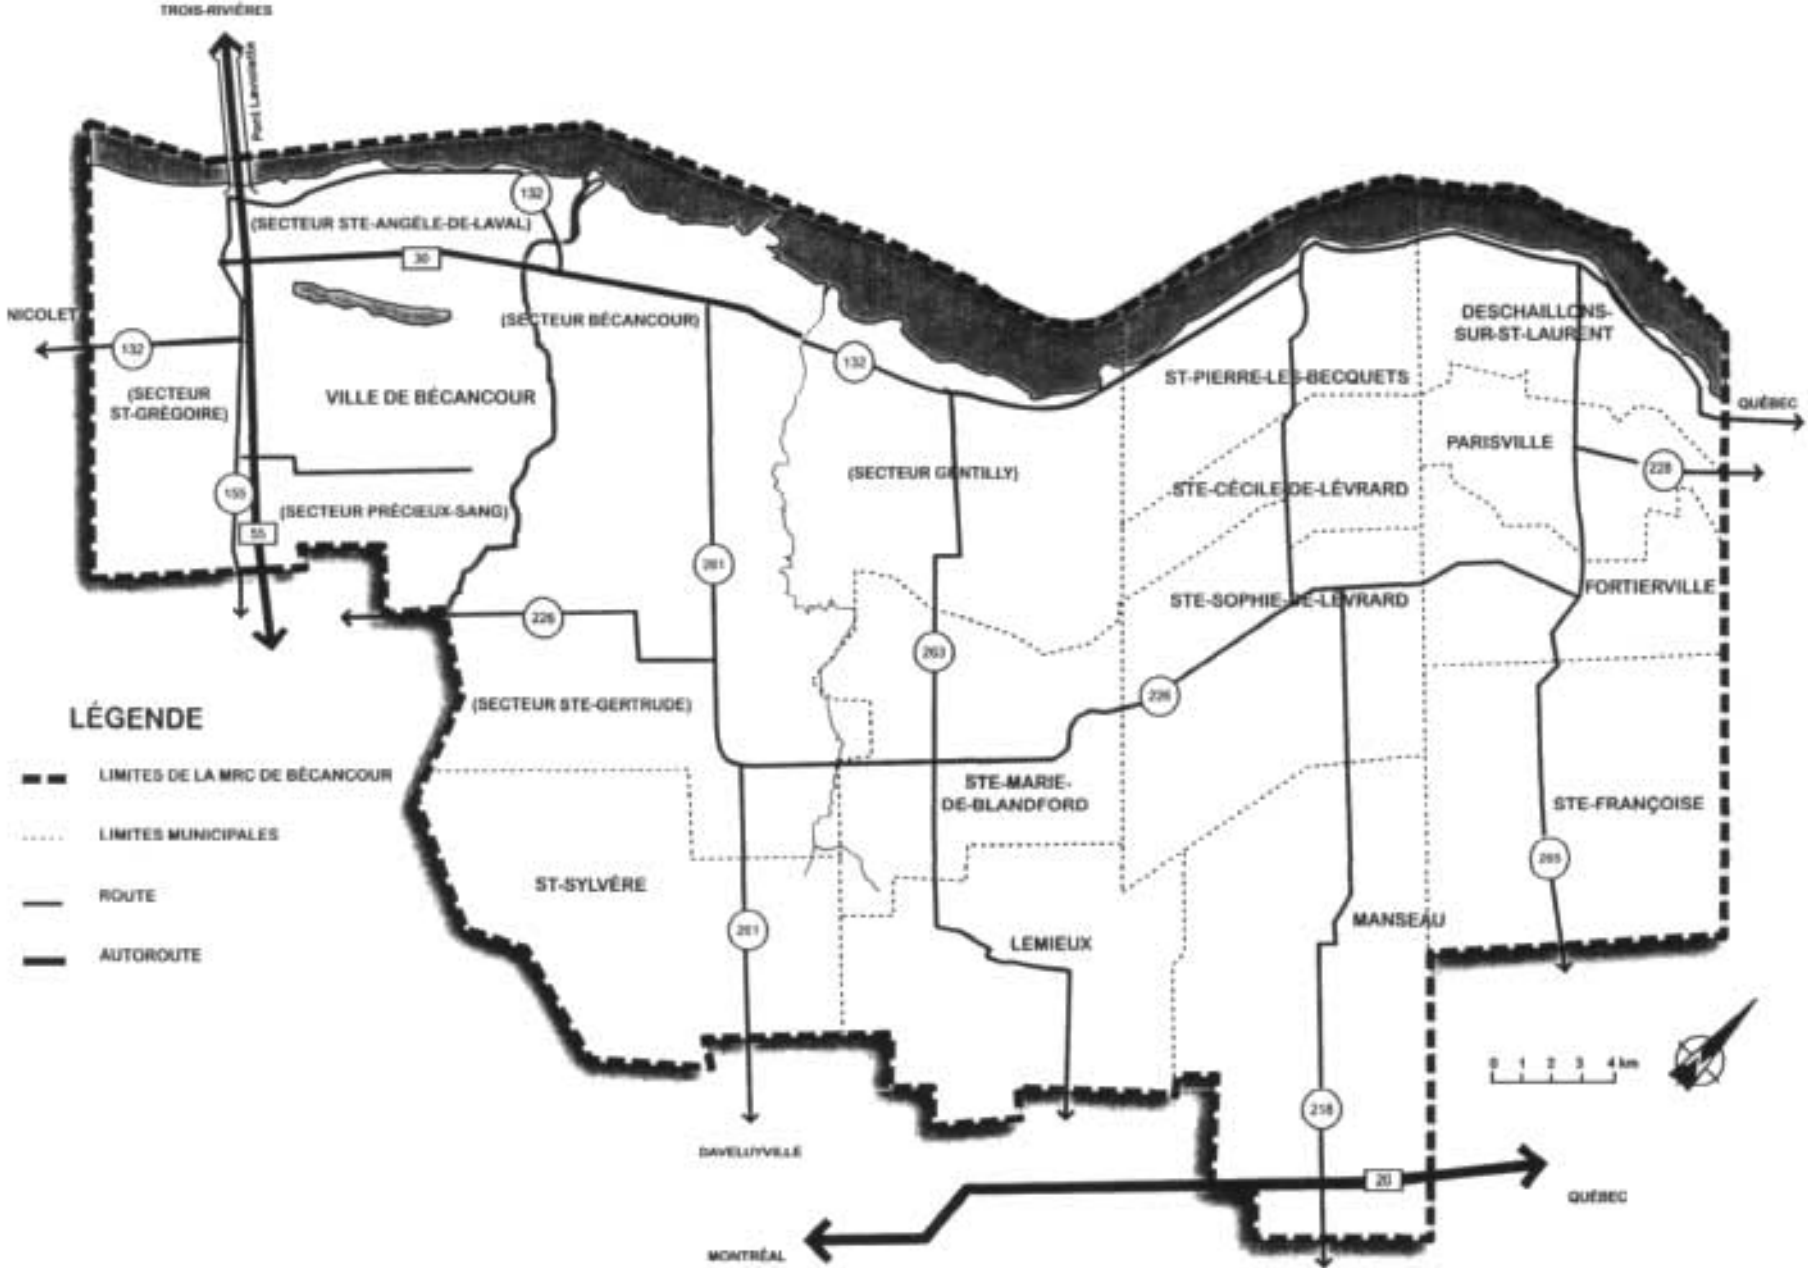 TROIS-RIVIÈRES
Pont Laviolette
132
(SECTEUR STE-ANGÈLE-DE-LAVAL)
30
NICOLET
(SECTEUR BÉCANCOUR)
DESCHAILLONS-
SUR-ST-LAURENT
132
132
ST-PIERRE-LES-BECQUETS
(SECTEUR
ST-GRÉGOIRE)
VILLE DE BÉCANCOUR
QUÉBEC
PARISVILLE
228
(SECTEUR GENTILLY)
STE-CÉCILE-DE-LÉVRARD
155
(SECTEUR PRÉCIEUX-SANG)
55
261
FORTIERVILLE
STE-SOPHIE-DE-LÉVRARD
226
263
226
(SECTEUR STE-GERTRUDE)
LÉGENDE
LIMITES DE LA MRC DE BÉCANCOUR
LIMITES MUNICIPALES
ROUTE
AUTOROUTE
STE-MARIE-
DE-BLANDFORD
STE-FRANÇOISE
265
ST-SYLVÈRE
261
LEMIEUX
MANSEAU
0 1 2 3 4 km
218
DAVELUYVILLE
20
QUÉBEC
MONTRÉAL